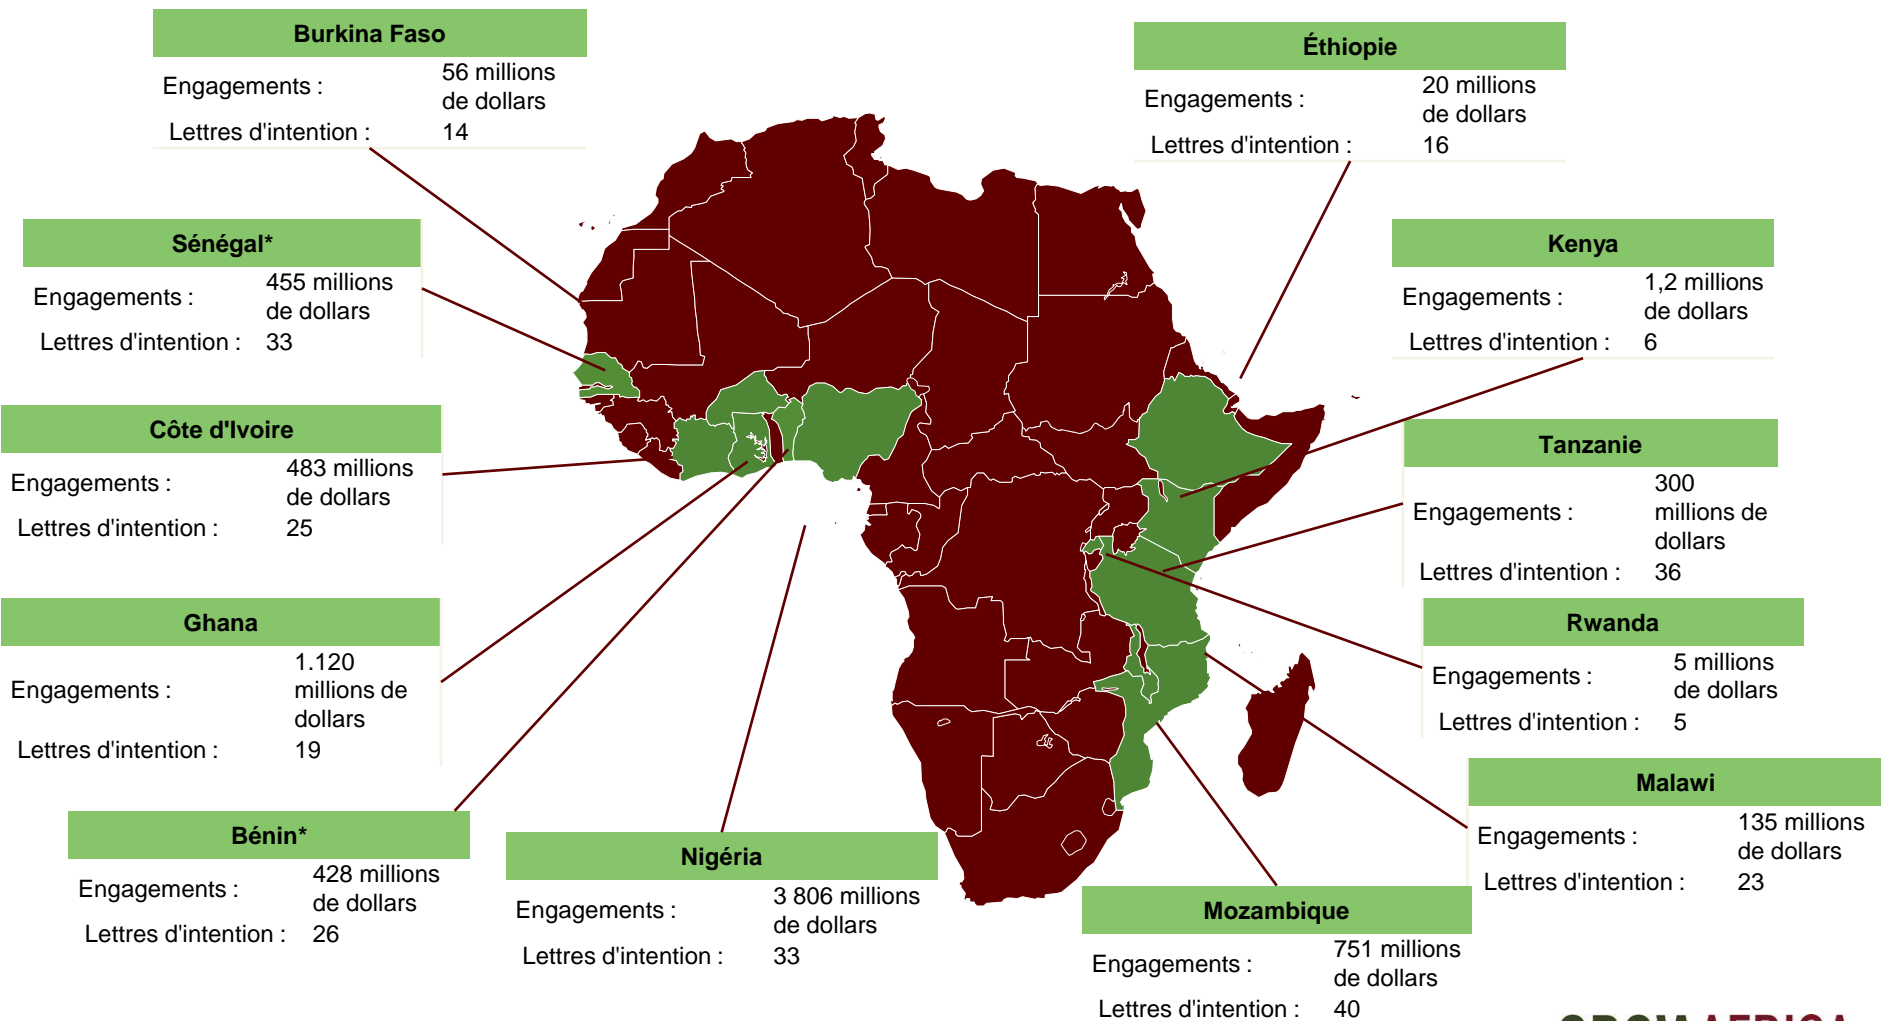 Burkina Faso
Engagements :
56 millions
de dollars
Lettres d'intention :
14
Éthiopie
Engagements :
20 millions
de dollars
Lettres d'intention :
16
Sénégal*
Engagements :
455 millions
de dollars
Lettres d'intention :
33
Kenya
Engagements :
1,2 millions
de dollars
Lettres d'intention :
6
Côte d'Ivoire
Engagements :
483 millions
de dollars
Lettres d'intention :
25
Tanzanie
Engagements :
300
millions de
dollars
Lettres d'intention :
36
Ghana
Engagements :
1.120
millions de
dollars
Lettres d'intention :
19
Rwanda
Engagements :
5 millions
de dollars
Lettres d'intention :
5
Malawi
Engagements :
135 millions
de dollars
Lettres d'intention :
23
Bénin*
Engagements :
428 millions
de dollars
Lettres d'intention :
26
Nigéria
Engagements :
3 806 millions
de dollars
Lettres d'intention :
33
Mozambique
Engagements :
751 millions
de dollars
Lettres d'intention :
40